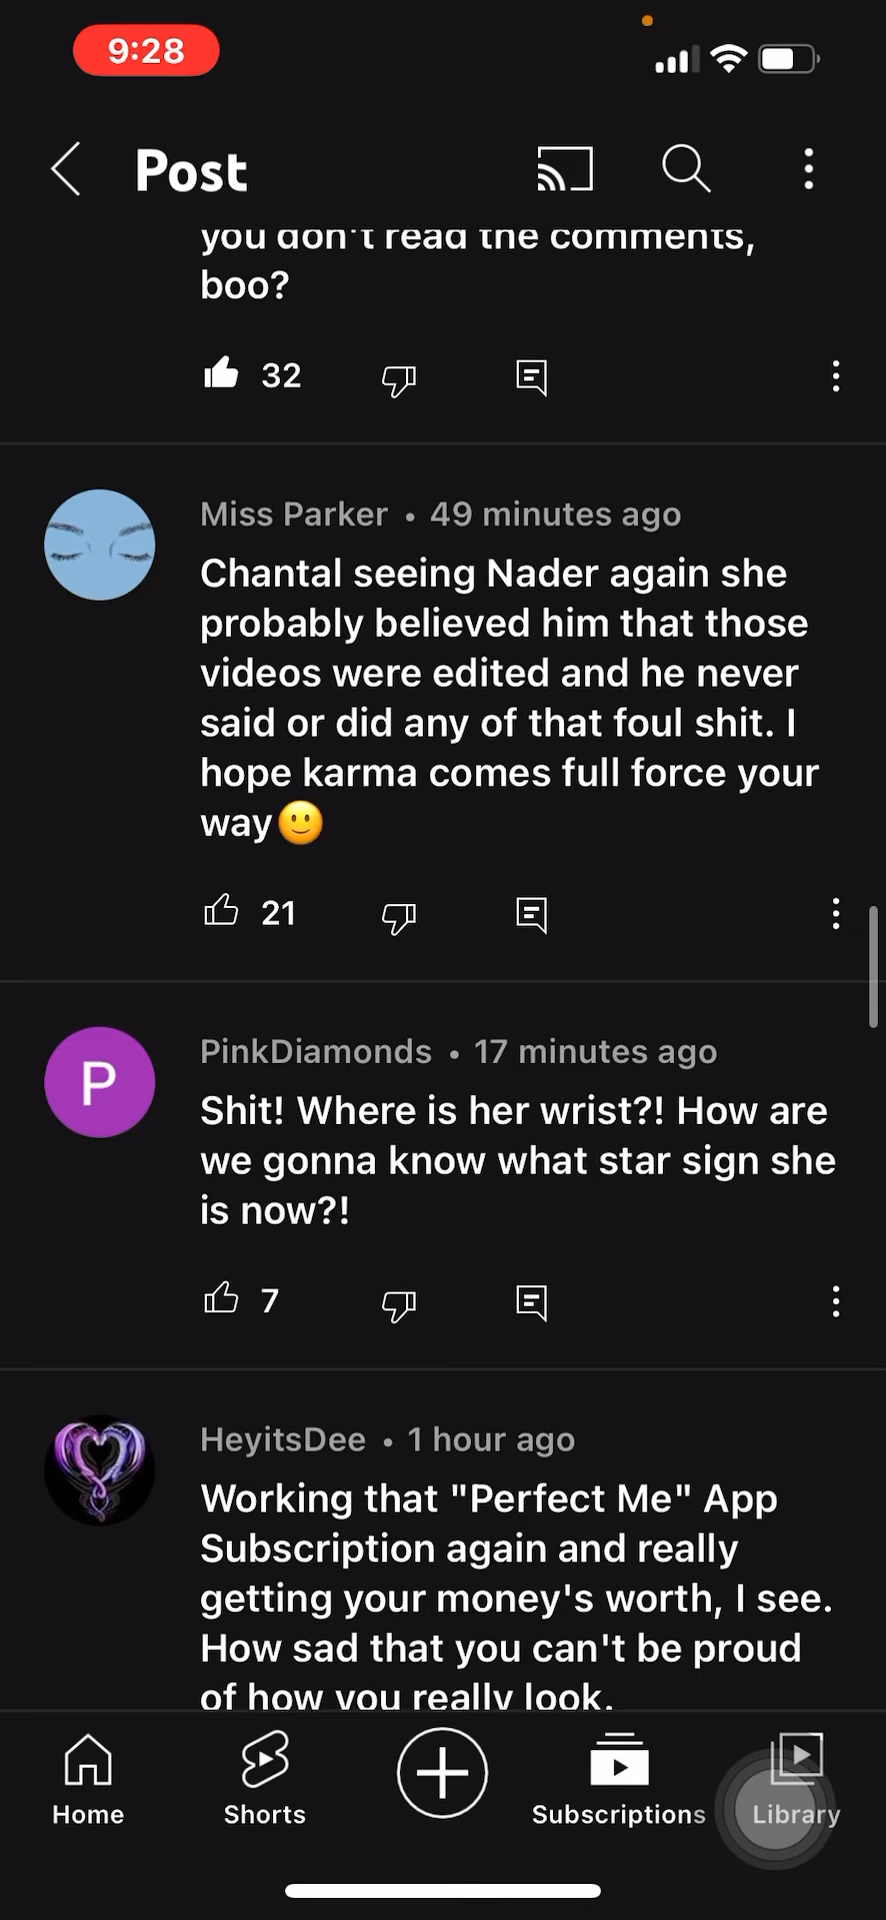 9:28
Post
you don't read the comments,
boo?
32
Miss Parker • 49 minutes ago
Chantal seeing Nader again she
probably believed him that those
videos were edited and he never
said or did any of that foul shit. I
hope karma comes full force your
way🙂
21
P
PinkDiamonds • 17 minutes ago
Shit! Where is her wrist?! How are
we gonna know what star sign she
is now?!
7
HeyitsDee • 1 hour ago
Working that "Perfect Me" App
Subscription again and really
getting your money's worth, I see.
How sad that you can't be proud
of how you really look.
Home
Shorts
Subscriptions
Library